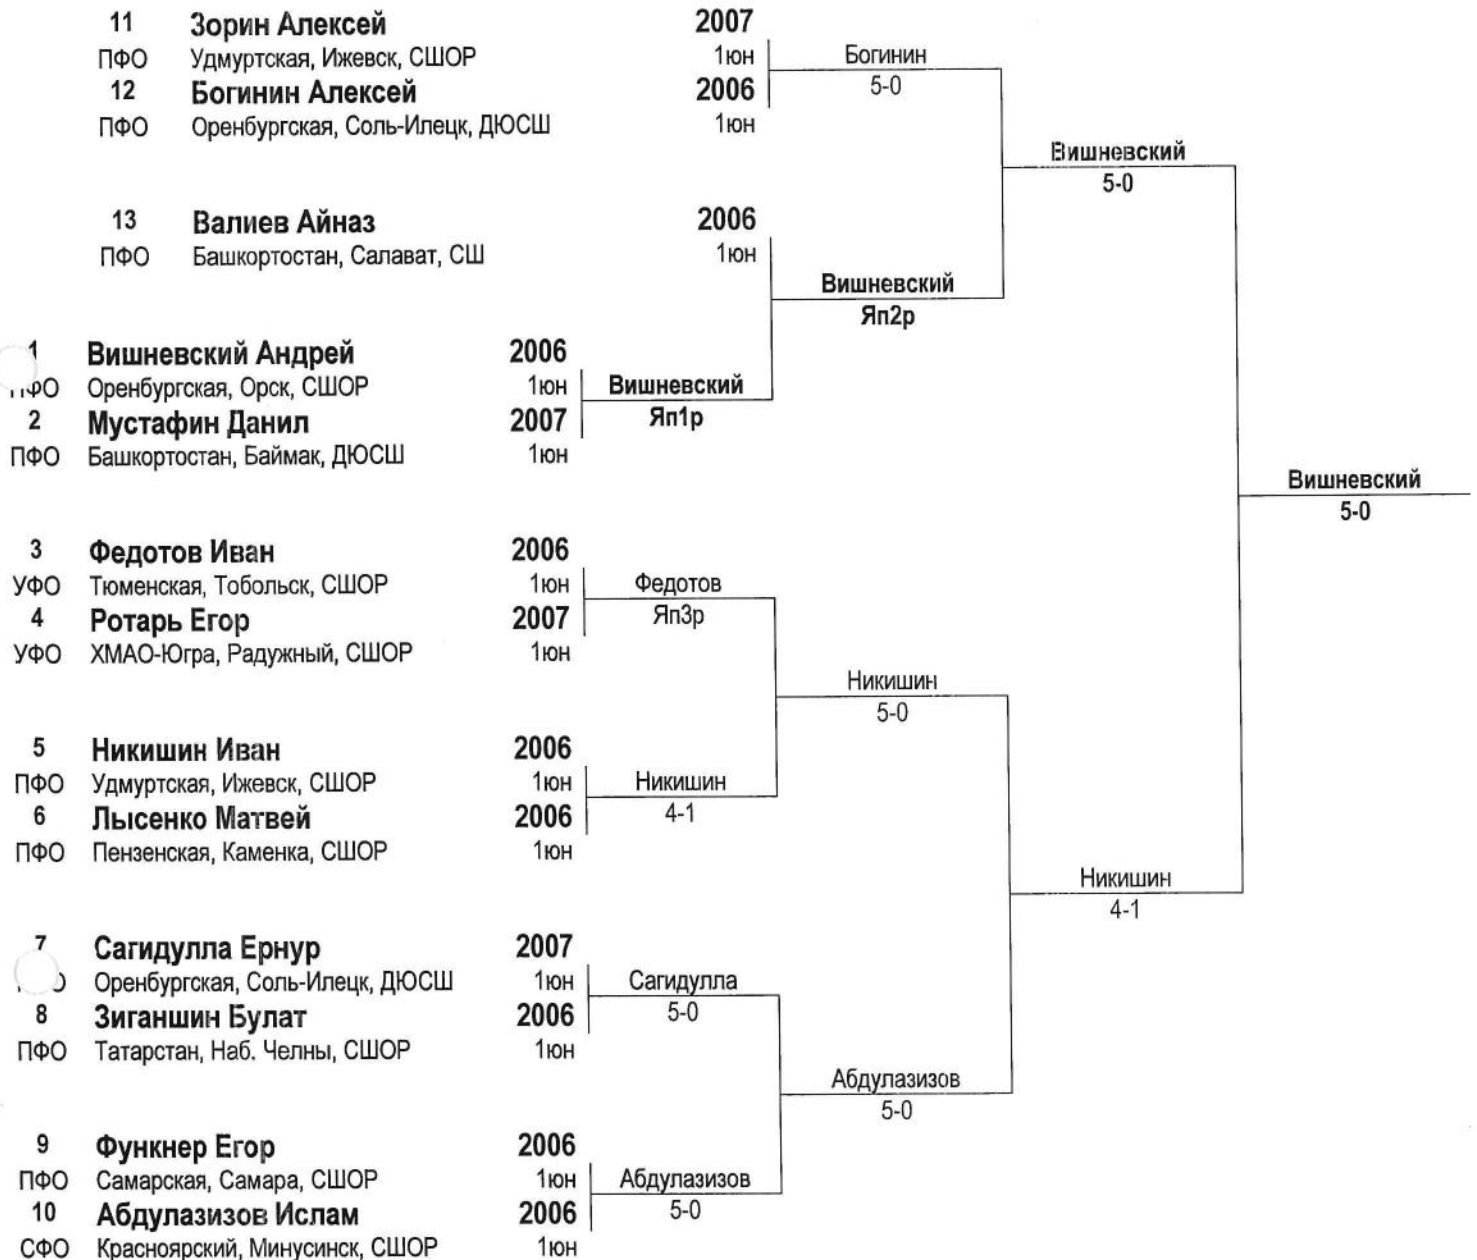 11 Зорин Алексей 2007
ПФО Удмуртская, Ижевск, СШОР 1юн Богинин
12 Богинин Алексей 2006 5-0
ПФО Оренбургская, Соль-Илецк, ДЮСШ 1юн
Вишневский
5-0
13 Валиев Айназ 2006
ПФО Башкортостан, Салават, СШ 1юн
Вишневский
Яп2р
1 Вишневский Андрей 2006
ПФО Оренбургская, Орск, СШОР 1юн Вишневский
2 Мустафин Данил 2007 Яп1р
ПФО Башкортостан, Баймак, ДЮСШ 1юн
Вишневский
5-0
3 Федотов Иван 2006
УФО Тюменская, Тобольск, СШОР 1юн Федотов
4 Ротарь Егор 2007 Яп3р
УФО ХМАО-Югра, Радужный, СШОР 1юн
Никишин
5-0
5 Никишин Иван 2006
ПФО Удмуртская, Ижевск, СШОР 1юн Никишин
6 Лысенко Матвей 2006 4-1
ПФО Пензенская, Каменка, СШОР 1юн
Никишин
4-1
7 Сагидулла Ернур 2007
Оренбургская, Соль-Илецк, ДЮСШ 1юн Сагидулла
8 Зиганшин Булат 2006 5-0
ПФО Татарстан, Наб. Челны, СШОР 1юн
Абдулазизов
5-0
9 Функнер Егор 2006
ПФО Самарская, Самара, СШОР 1юн Абдулазизов
10 Абдулазизов Ислам 2006 5-0
СФО Красноярский, Минусинск, СШОР 1юн